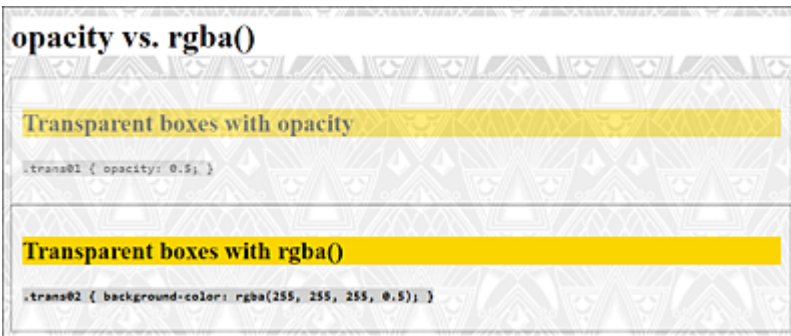 opacity vs. rgba()
Transparent boxes with opacity
.trans01 { opacity: 0.5; }
Transparent boxes with rgba()
.trans02 { background-color: rgba(255, 255, 255, 0.5); }